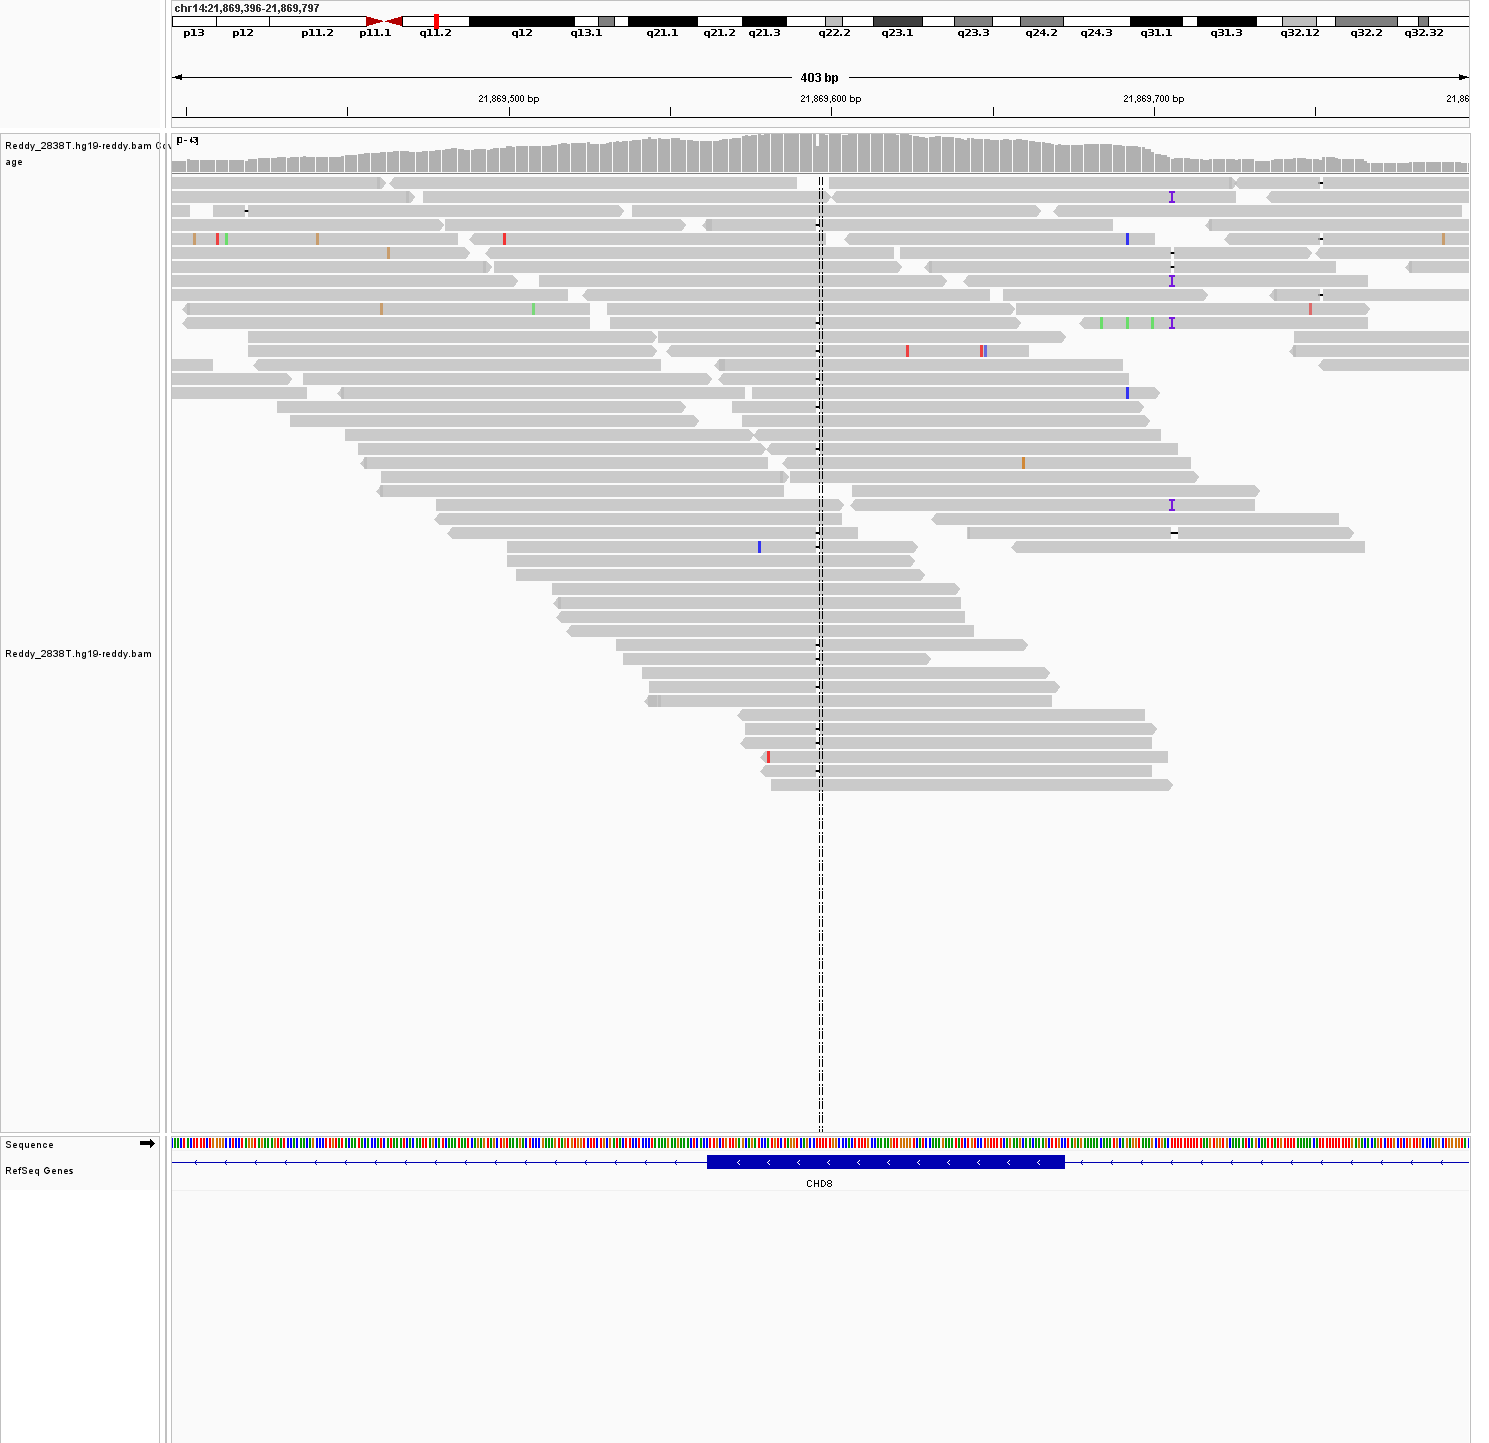 chr14:21,869,396-21,869,797
p13 p12 p11.2 p11.1 q11.2 q12 q13.1 q21.1 q21.2 q21.3 q22.2 q23.1 q23.3 q24.2 q24.3 q31.1 q31.3 q32.12 q32.2 q32.32
403 bp
21,869,500 bp 21,869,600 bp 21,869,700 bp 21,86
Reddy_2838T.hg19-reddy.bam Cov
age
[0 - 43]
Reddy_2838T.hg19-reddy.bam
Sequence
RefSeq Genes
CHD8